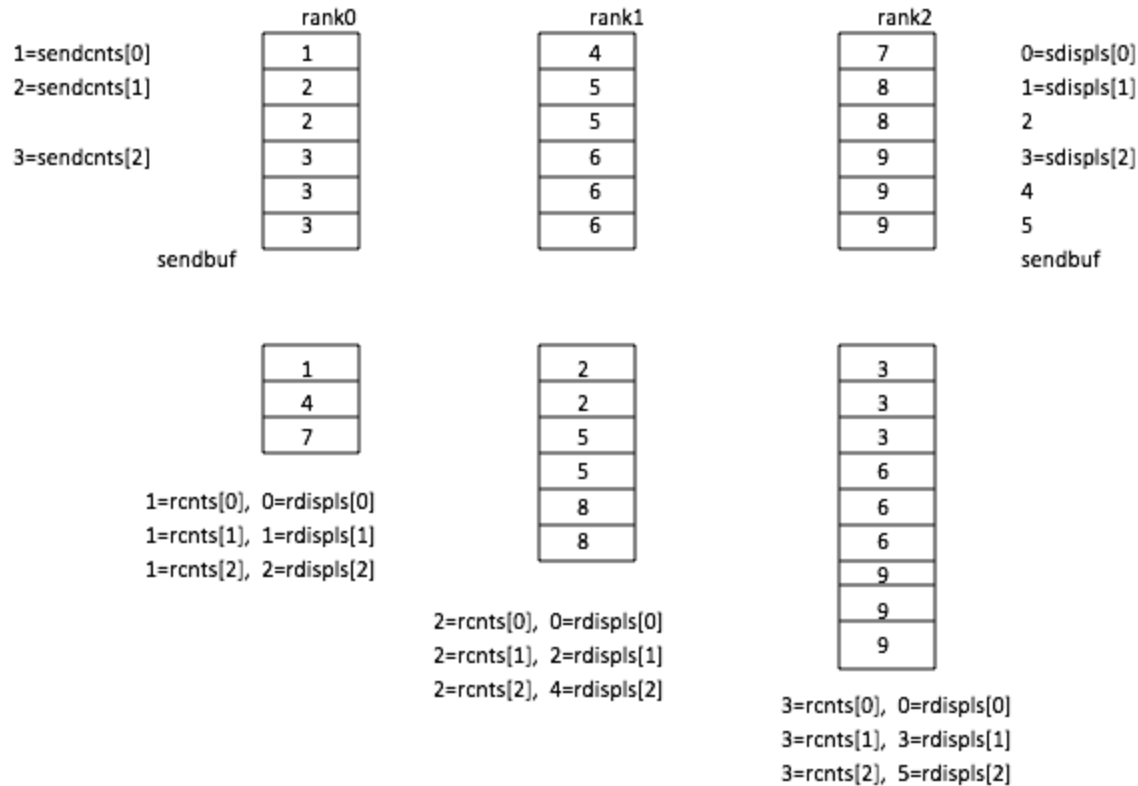 rank0 rank1 rank2
1=sendcnts[0] 1 4 7 0=sdispls[0]
2=sendcnts[1] 2 5 8 1=sdispls[1]
2 5 8 2
3=sendcnts[2] 3 6 9 3=sdispls[2]
3 6 9 4
3 6 9 5
sendbuf sendbuf
1 2 3
4 2 3
7 5 3
5 6
8 6
8 6
9
9
9
1=rcnts[0], 0=rdispls[0]
1=rcnts[1], 1=rdispls[1]
1=rcnts[2], 2=rdispls[2]
2=rcnts[0], 0=rdispls[0]
2=rcnts[1], 2=rdispls[1]
2=rcnts[2], 4=rdispls[2]
3=rcnts[0], 0=rdispls[0]
3=rcnts[1], 3=rdispls[1]
3=rcnts[2], 5=rdispls[2]